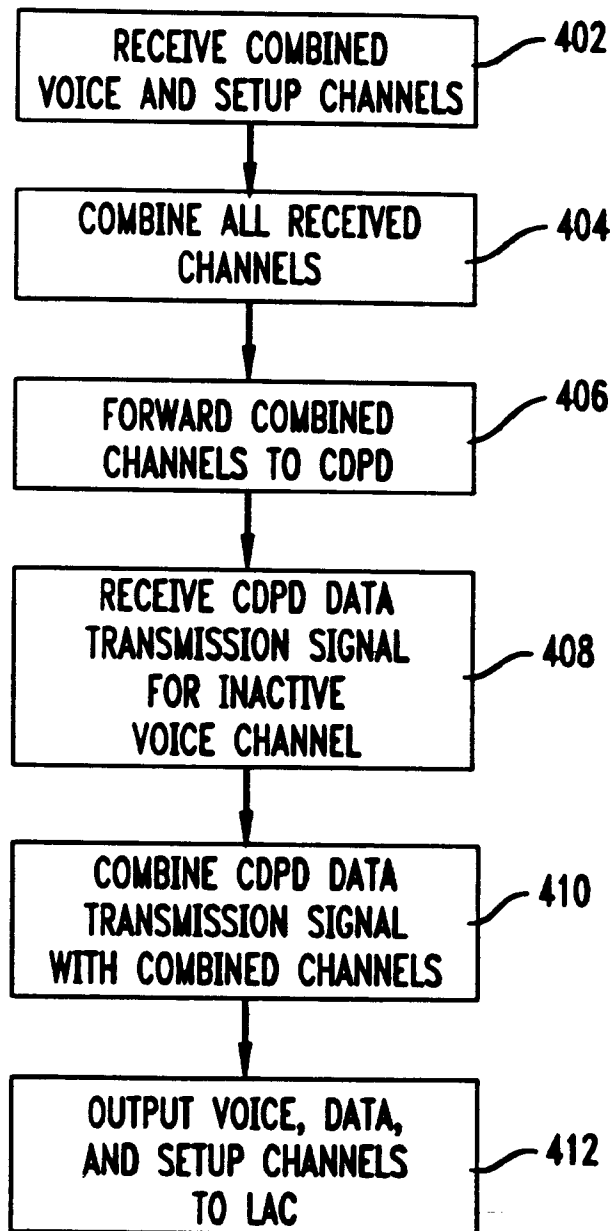 RECEIVE COMBINED
VOICE AND SETUP CHANNELS
402
COMBINE ALL RECEIVED
CHANNELS
404
FORWARD COMBINED
CHANNELS TO CDPD
406
RECEIVE CDPD DATA
TRANSMISSION SIGNAL
FOR INACTIVE
VOICE CHANNEL
408
COMBINE CDPD DATA
TRANSMISSION SIGNAL
WITH COMBINED CHANNELS
410
OUTPUT VOICE, DATA,
AND SETUP CHANNELS
TO LAC
412